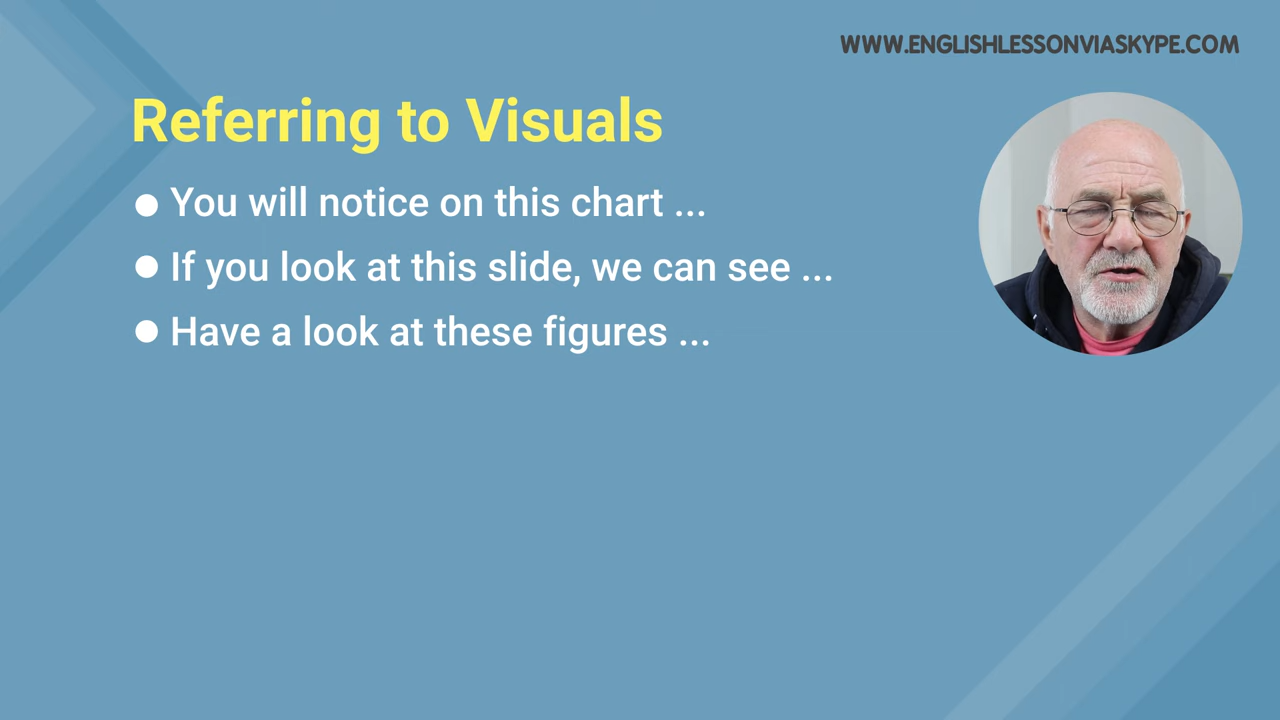 WWW.ENGLISHLESSONVIASKYPE.COM
Referring to Visuals
● You will notice on this chart ...
● If you look at this slide, we can see ...
● Have a look at these figures ...